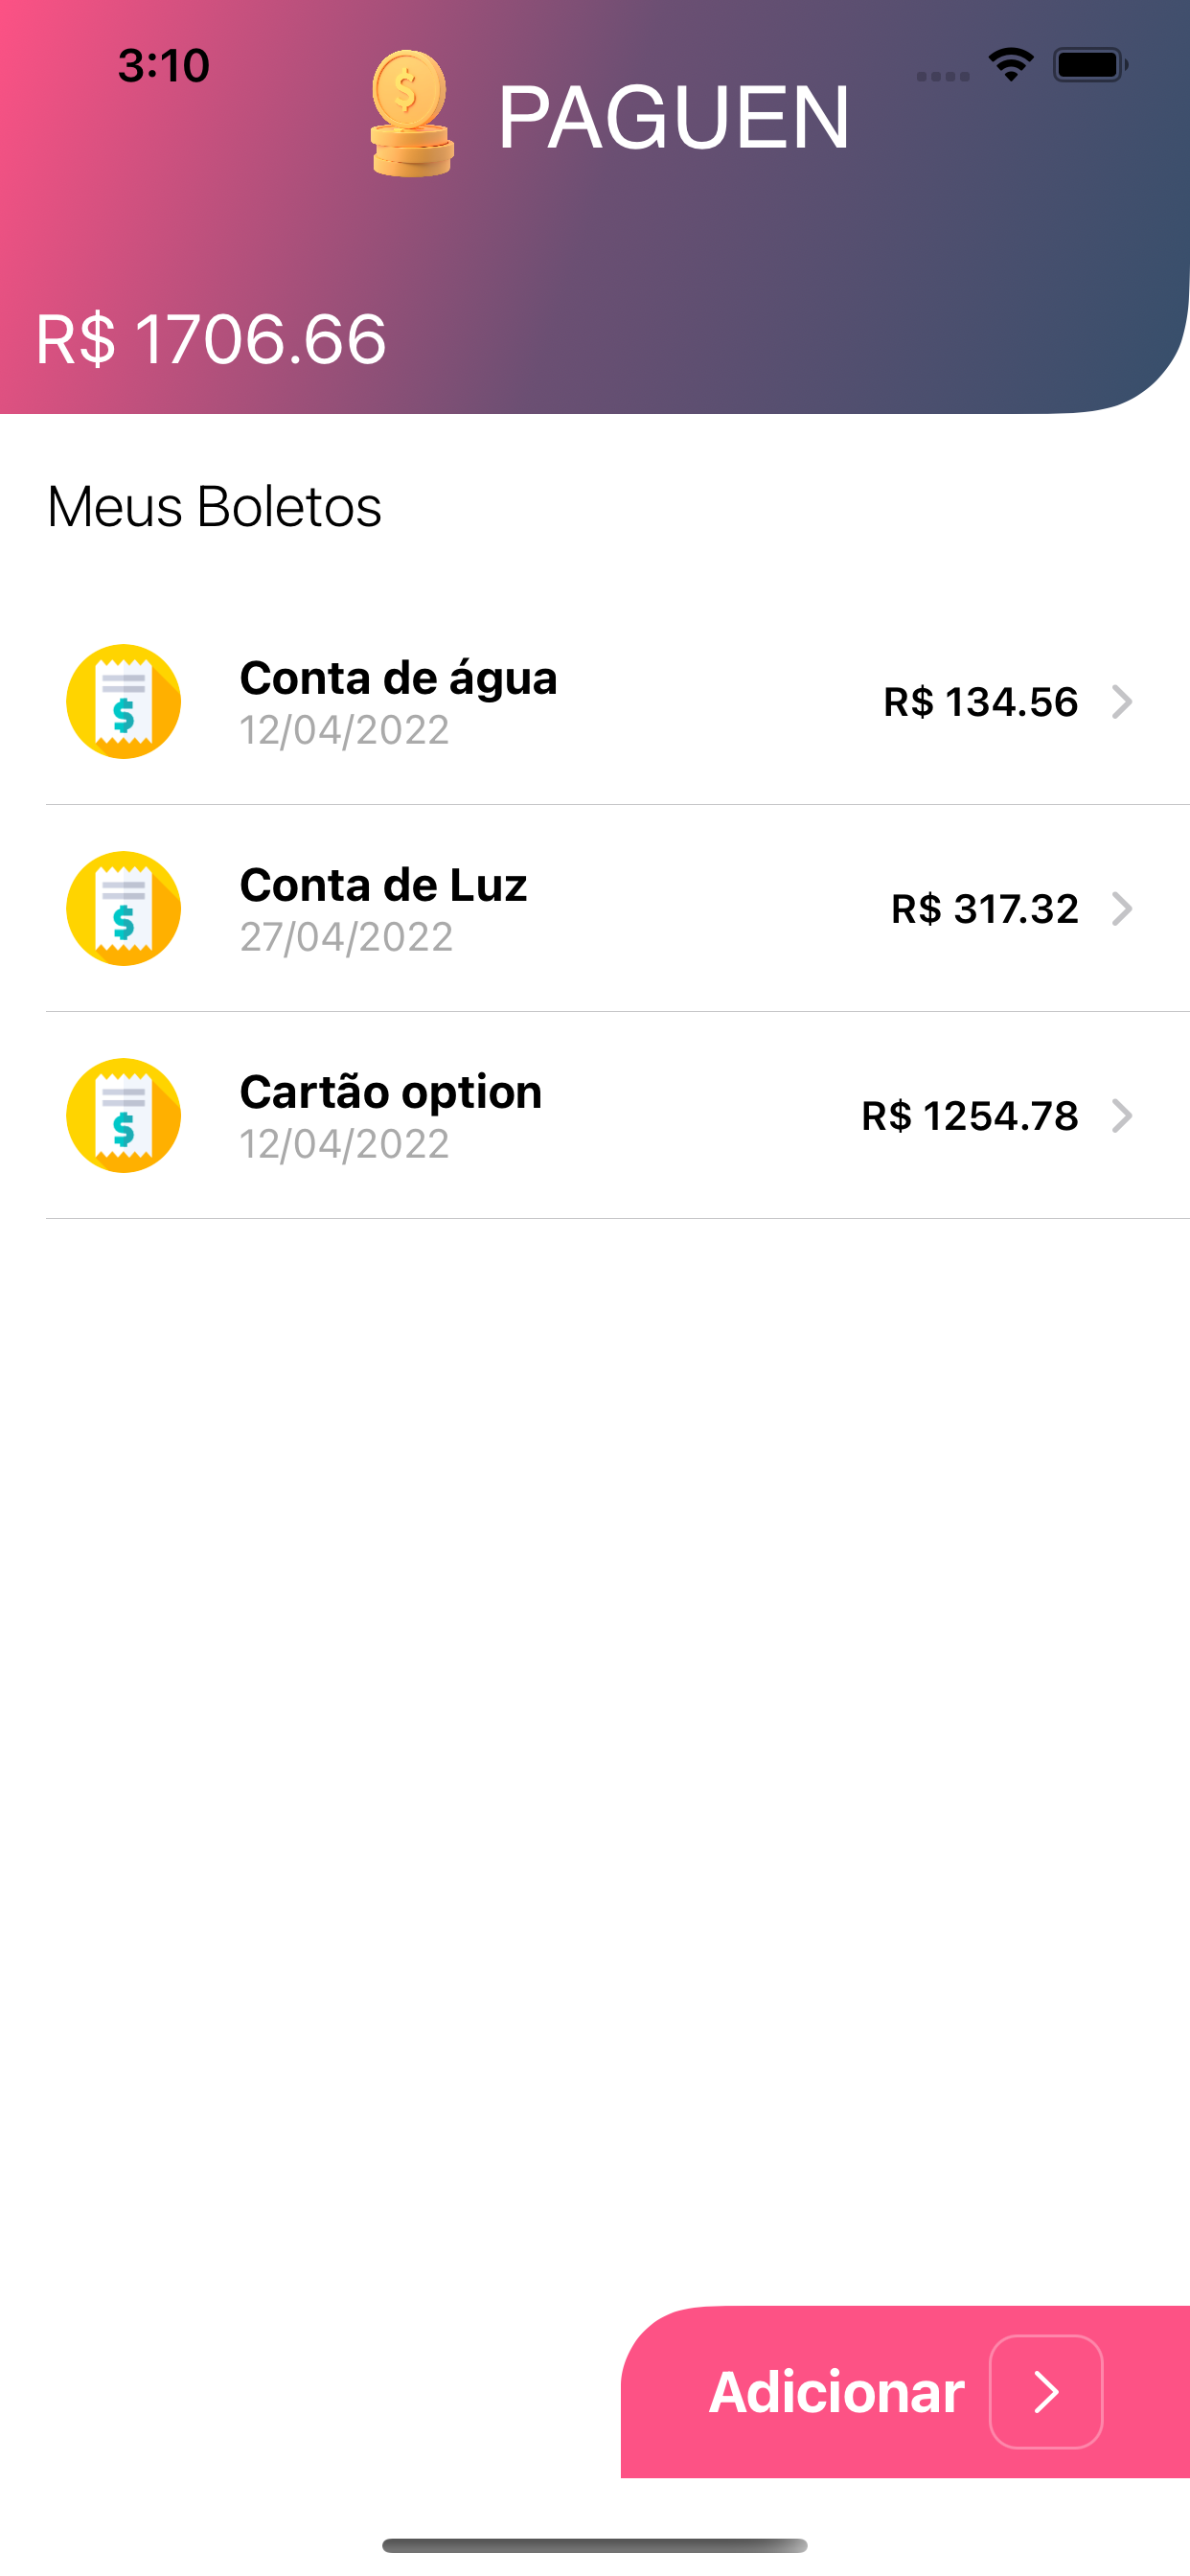 3:10
PAGUEN
R$ 1706.66
Meus Boletos
Conta de água
12/04/2022
R$ 134.56
Conta de Luz
27/04/2022
R$ 317.32
Cartão option
12/04/2022
R$ 1254.78
Adicionar